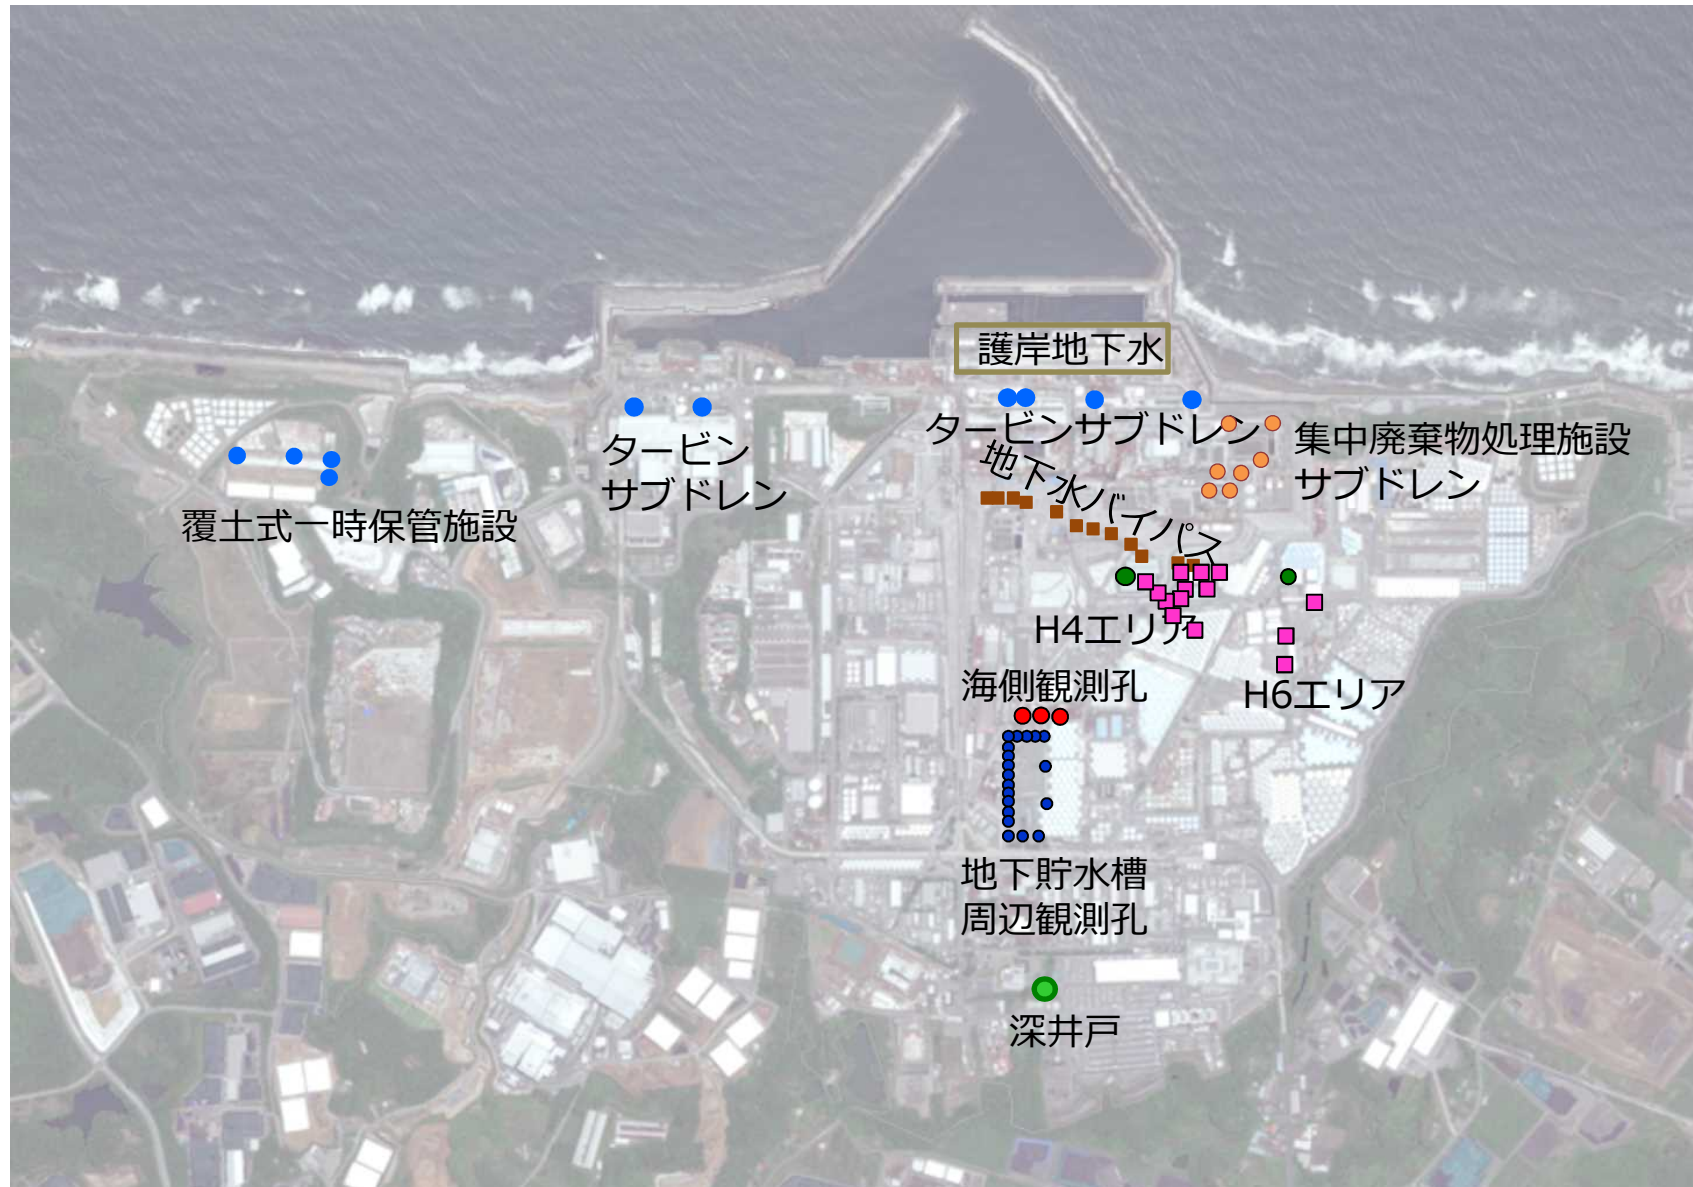 護岸地下水
タービンサブドレン
タービン
サブドレン
集中廃棄物処理施設
サブドレン
地下水バイパス
覆土式一時保管施設
H4エリア
H6エリア
海側観測孔
地下貯水槽
周辺観測孔
深井戸